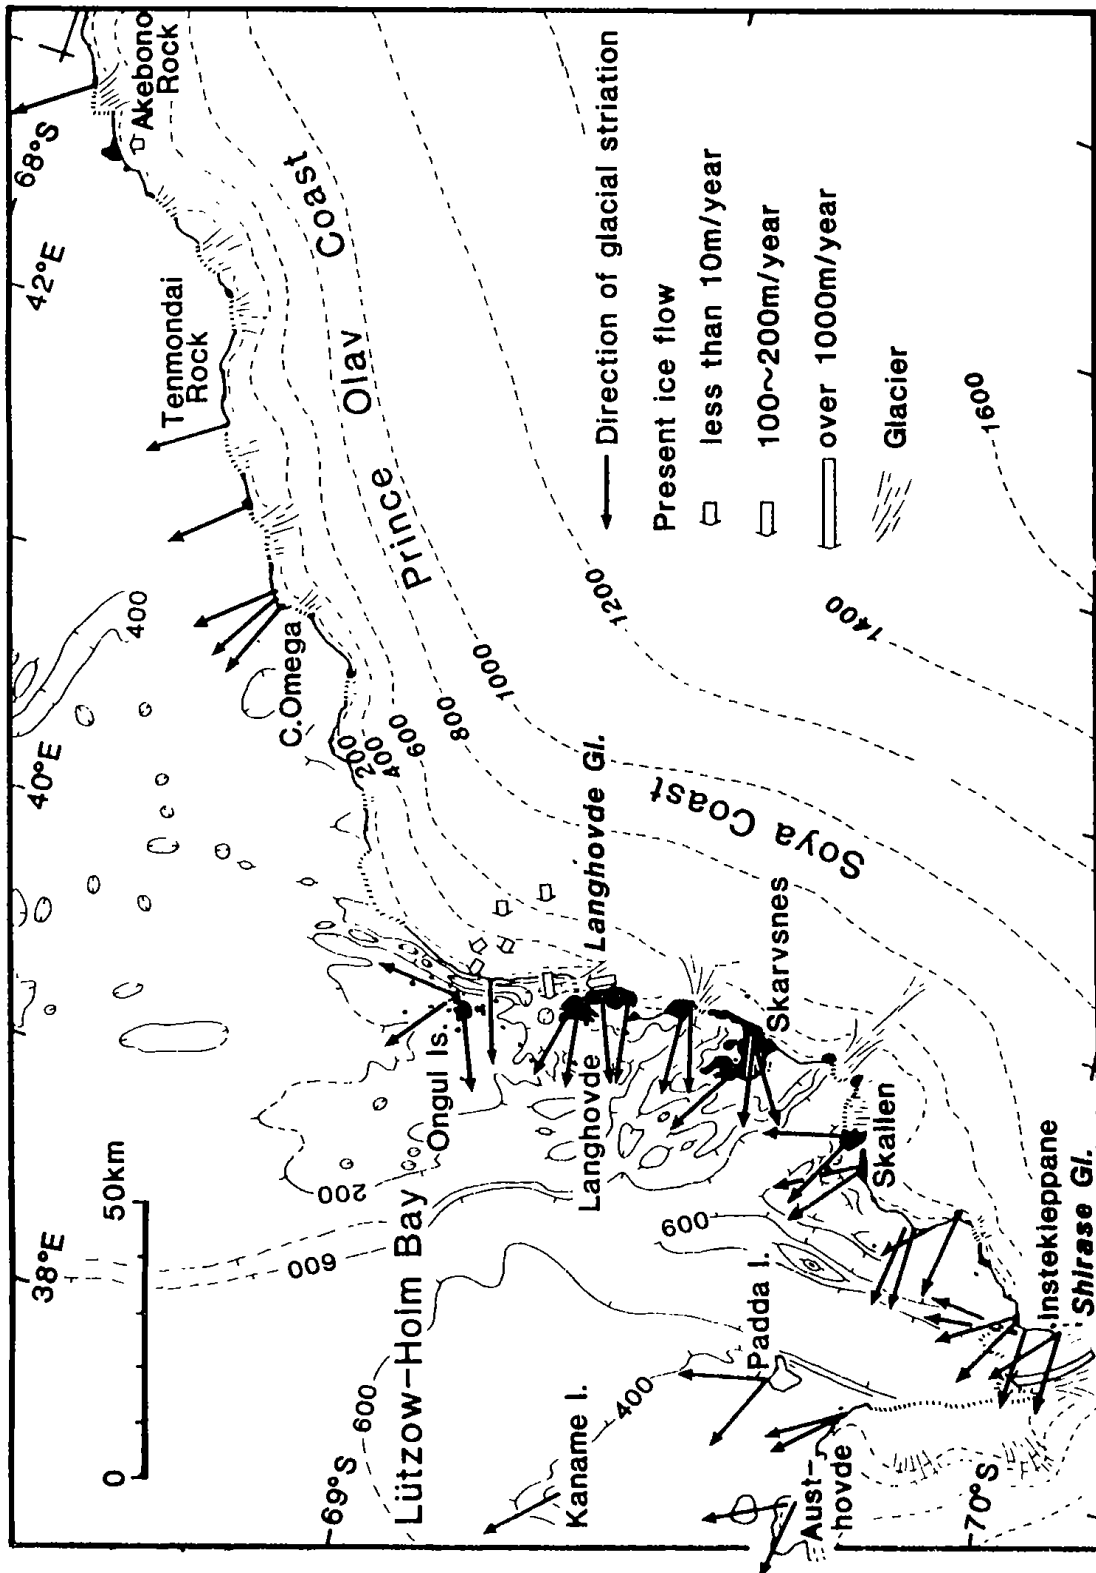 68°S
42°E
40°E
38°E
69°S
70°S
Akebono
Rock
Tenmondai
Rock
C.Omega
Prince Olav Coast
Soya Coast
400
200
400
600
800
1000
1200
1400
1600
Direction of glacial striation
Present ice flow
less than 10m/year
100~200m/year
over 1000m/year
Glacier
Ongul Is.
Langhovde Gl.
Langhovde
Skarvsnes
Skallen
Instekleppane
Shirase Gl.
Lützow-Holm Bay
Padda I.
Kaname I.
Aust-
hovde
200
600
600
600
400
0
50km